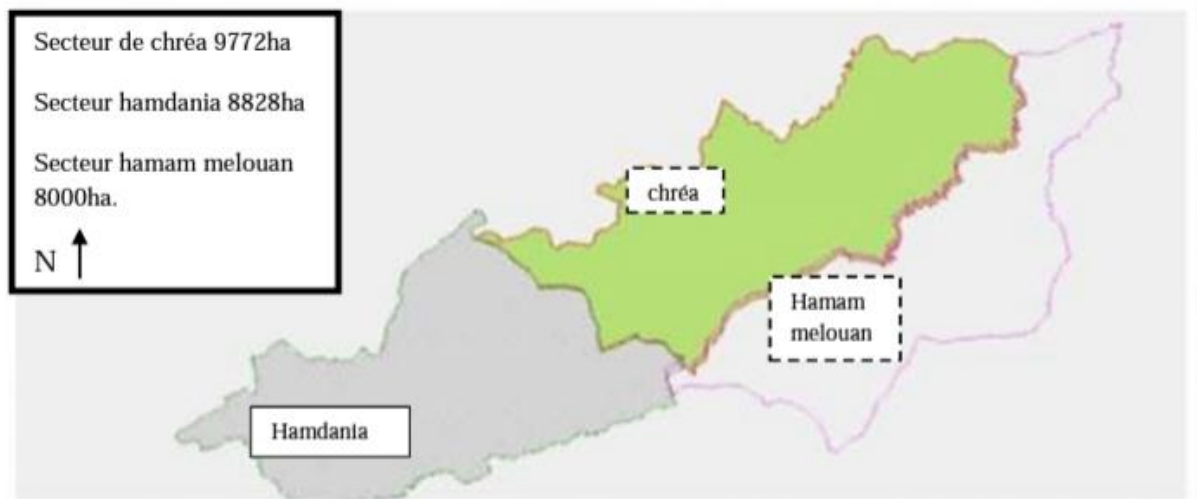 Secteur de chréa 9772ha
Secteur hamdania 8828ha
Secteur hamam melouan
8000ha.
N
chréa
Hamam
melouan
Hamdania